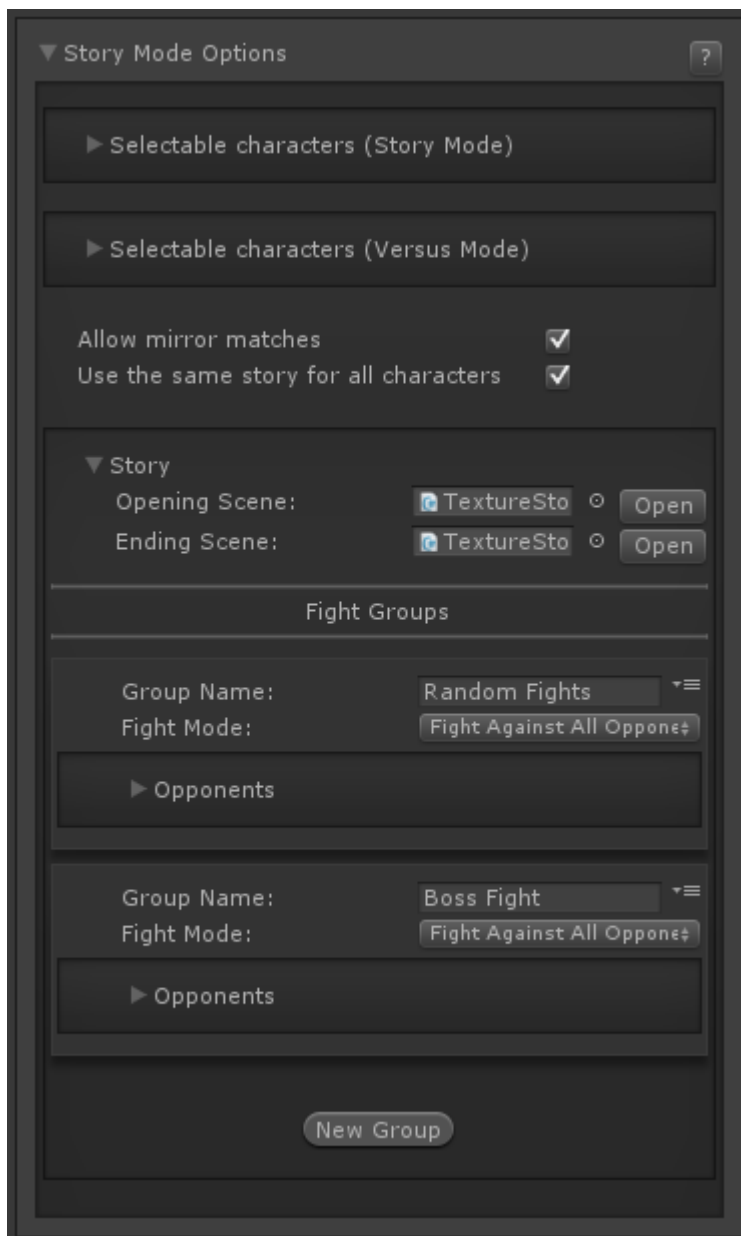 Story Mode Options ?
Selectable characters (Story Mode)
Selectable characters (Versus Mode)
Allow mirror matches
Use the same story for all characters
Story
Opening Scene: TextureSto Open
Ending Scene: TextureSto Open
Fight Groups
Group Name: Random Fights
Fight Mode: Fight Against All Oppone
Opponents
Group Name: Boss Fight
Fight Mode: Fight Against All Oppone
Opponents
New Group